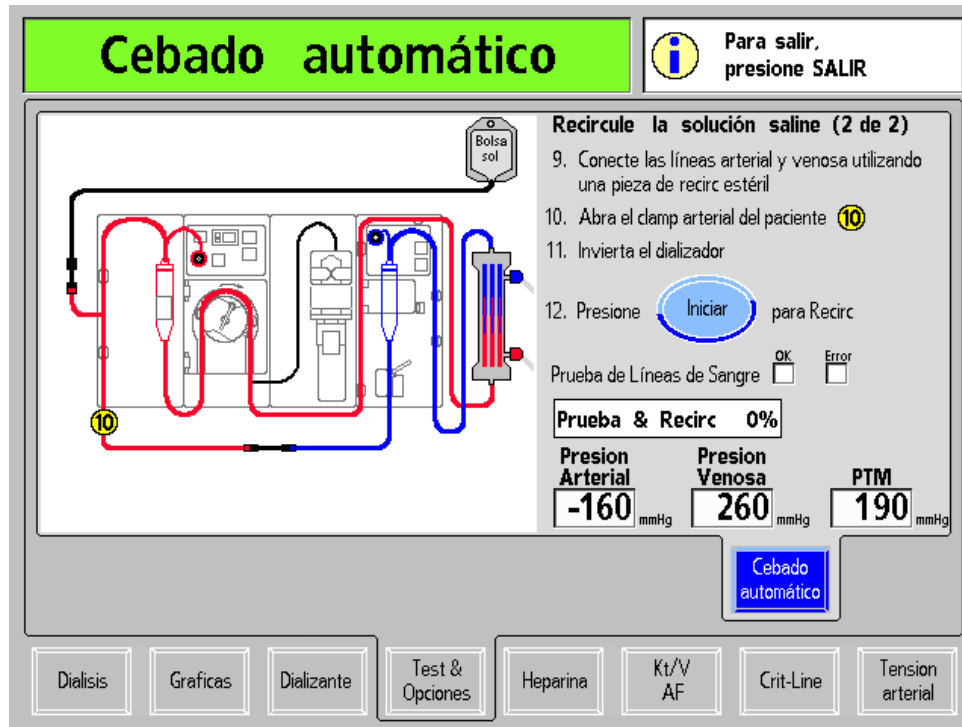 Cebado automático
Para salir,
presione SALIR
Bolsa
sol
10
Recircule la solución saline (2 de 2)
9. Conecte las líneas arterial y venosa utilizando
una pieza de recirc estéril
10. Abra el clamp arterial del paciente 10
11. Invierta el dializador
12. Presione Iniciar para Recirc
OK Error
Prueba de Líneas de Sangre
Prueba & Recirc 0%
Presion
Arterial
-160 mmHg
Presion
Venosa
260 mmHg
PTM
190 mmHg
Cebado
automático
Dialisis
Graficas
Dializante
Test &
Opciones
Heparina
Kt/V
AF
Crit-Line
Tension
arterial